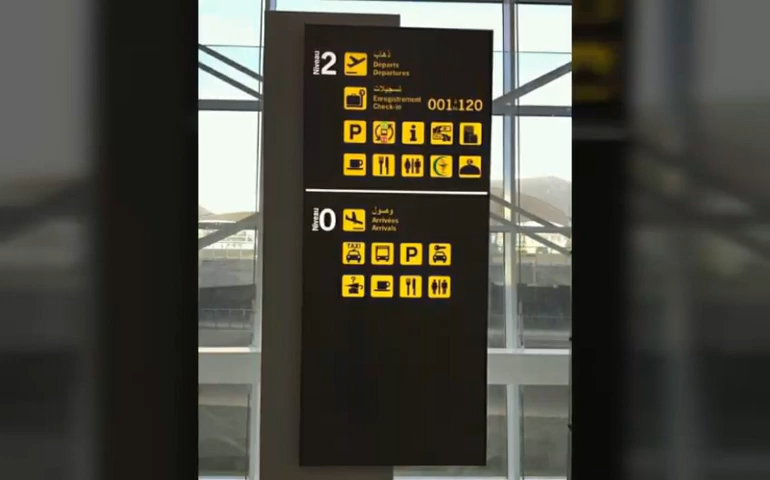 Niveau 2
ذهاب
Départs
Departures
تسجيلات
Enregistrement
Check-in
001 120
P
i
Niveau 0
وصول
Arrivées
Arrivals
TAXI
P